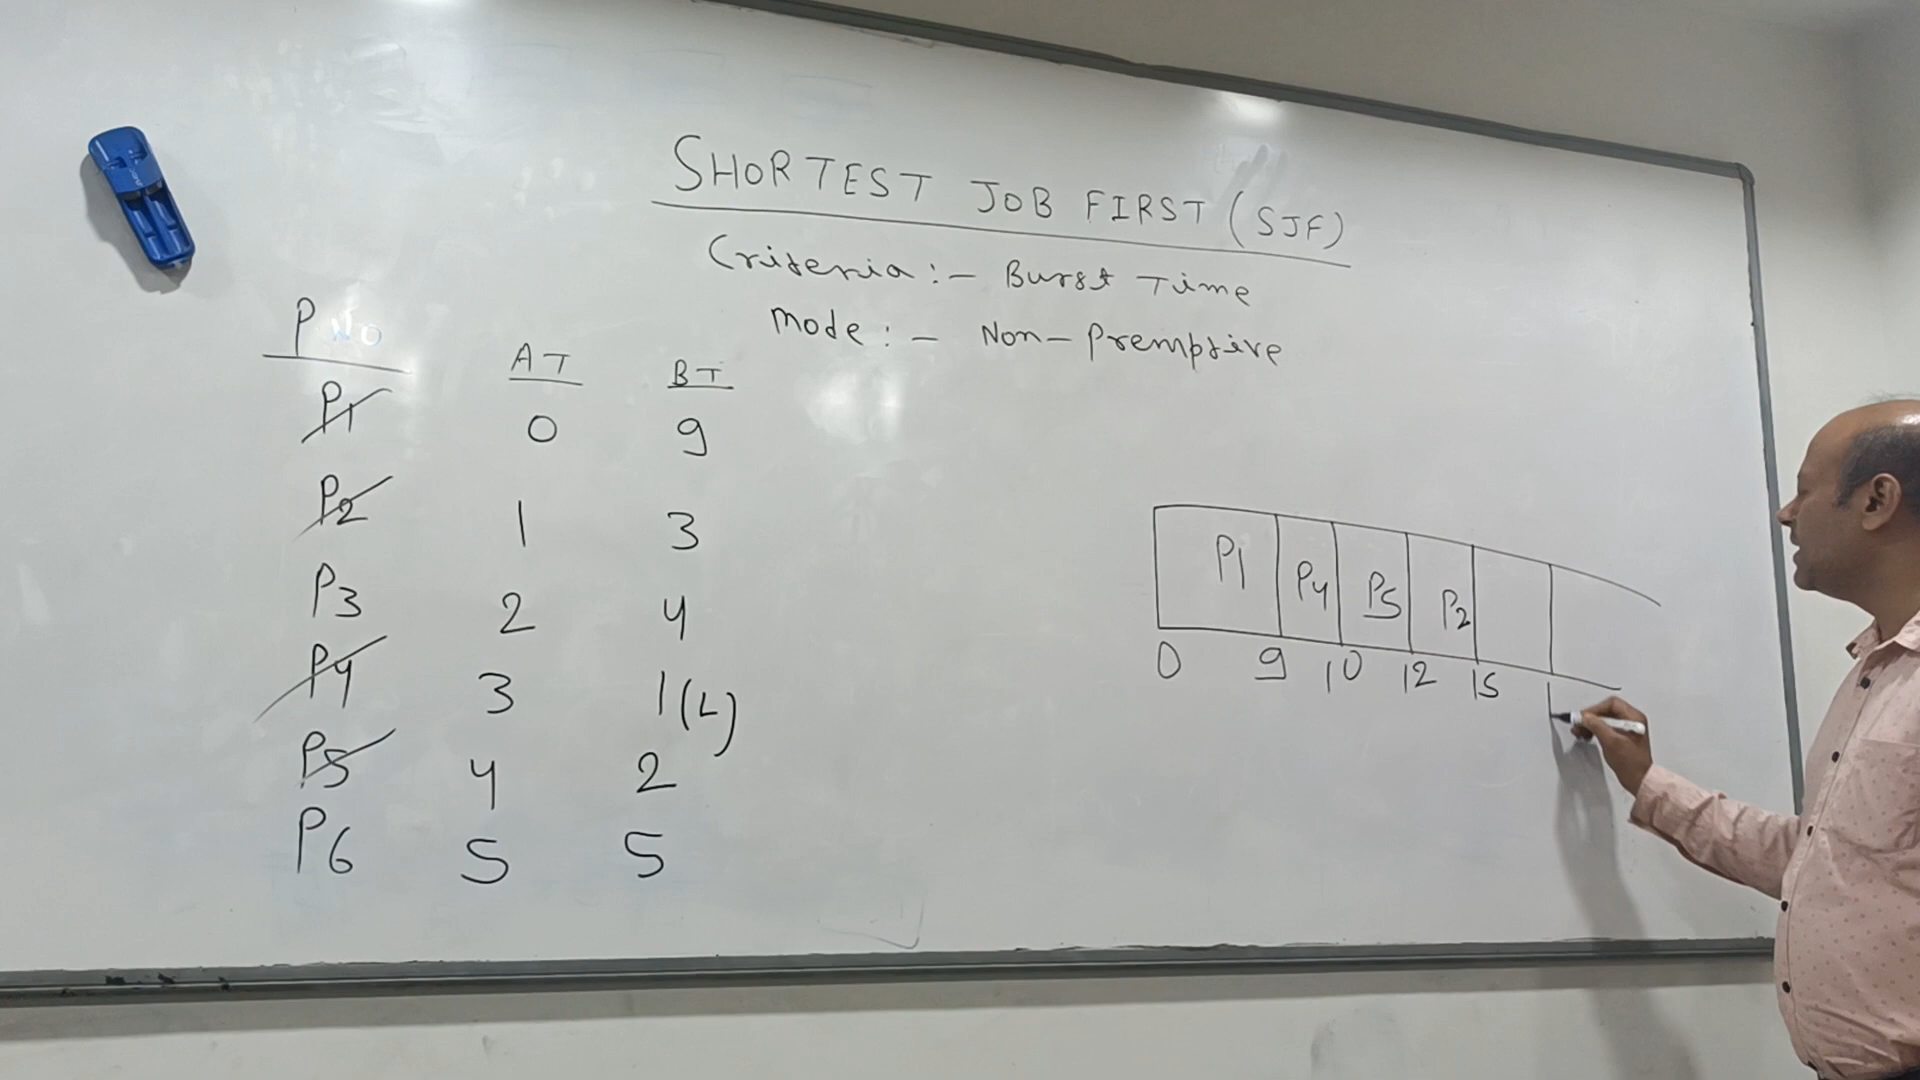 SHORTEST JOB FIRST (SJF)
Criteria :- Burst Time
Mode :- Non-Premptive
P NO AT BT
P1 0 9
P2 1 3
P3 2 4
P4 3 1(L)
P5 4 2
P6 5 5
P1 P4 P5 P2
0 9 10 12 15 1